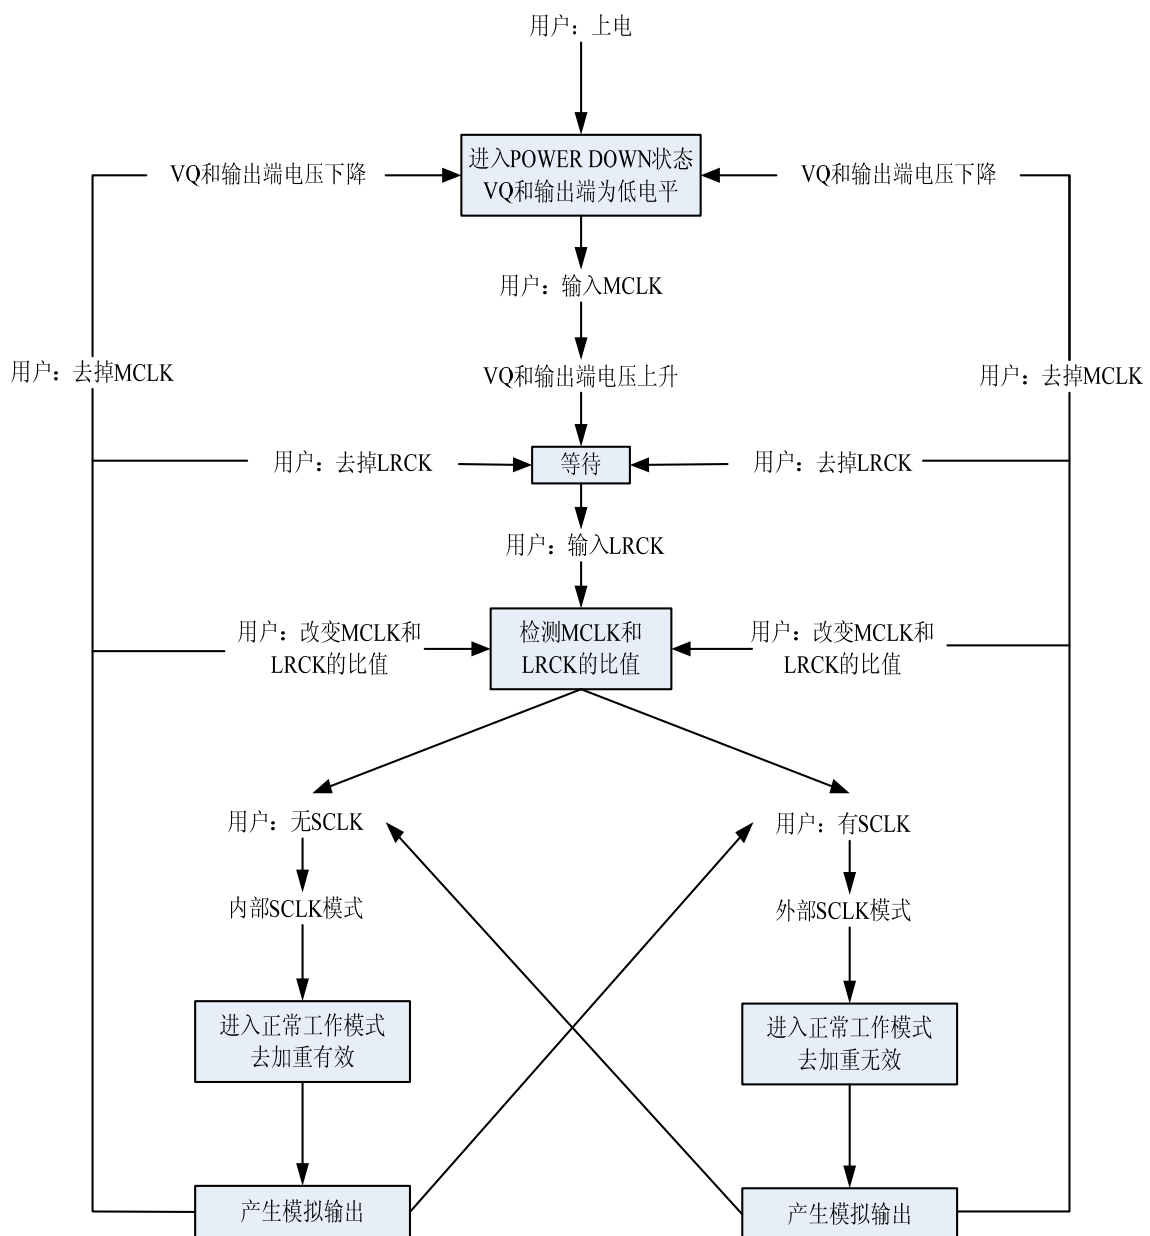 用户：上电
进入POWER DOWN状态
VQ和输出端为低电平
VQ和输出端电压下降
VQ和输出端电压下降
用户：输入MCLK
用户：去掉MCLK
VQ和输出端电压上升
用户：去掉MCLK
用户：去掉LRCK
等待
用户：去掉LRCK
用户：输入LRCK
用户：改变MCLK和
LRCK的比值
检测MCLK和
LRCK的比值
用户：改变MCLK和
LRCK的比值
用户：无SCLK
用户：有SCLK
内部SCLK模式
外部SCLK模式
进入正常工作模式
去加重有效
进入正常工作模式
去加重无效
产生模拟输出
产生模拟输出